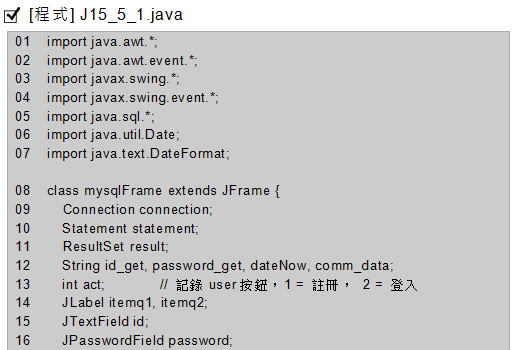 [程式] J15_5_1.java
01 import java.awt.*;
02 import java.awt.event.*;
03 import javax.swing.*;
04 import javax.swing.event.*;
05 import java.sql.*;
06 import java.util.Date;
07 import java.text.DateFormat;
08 class mysqlFrame extends JFrame {
09 Connection connection;
10 Statement statement;
11 ResultSet result;
12 String id_get, password_get, dateNow, comm_data;
13 int act; // 記錄 user 按鈕，1 = 註冊， 2 = 登入
14 JLabel itemq1, itemq2;
15 JTextField id;
16 JPasswordField password;